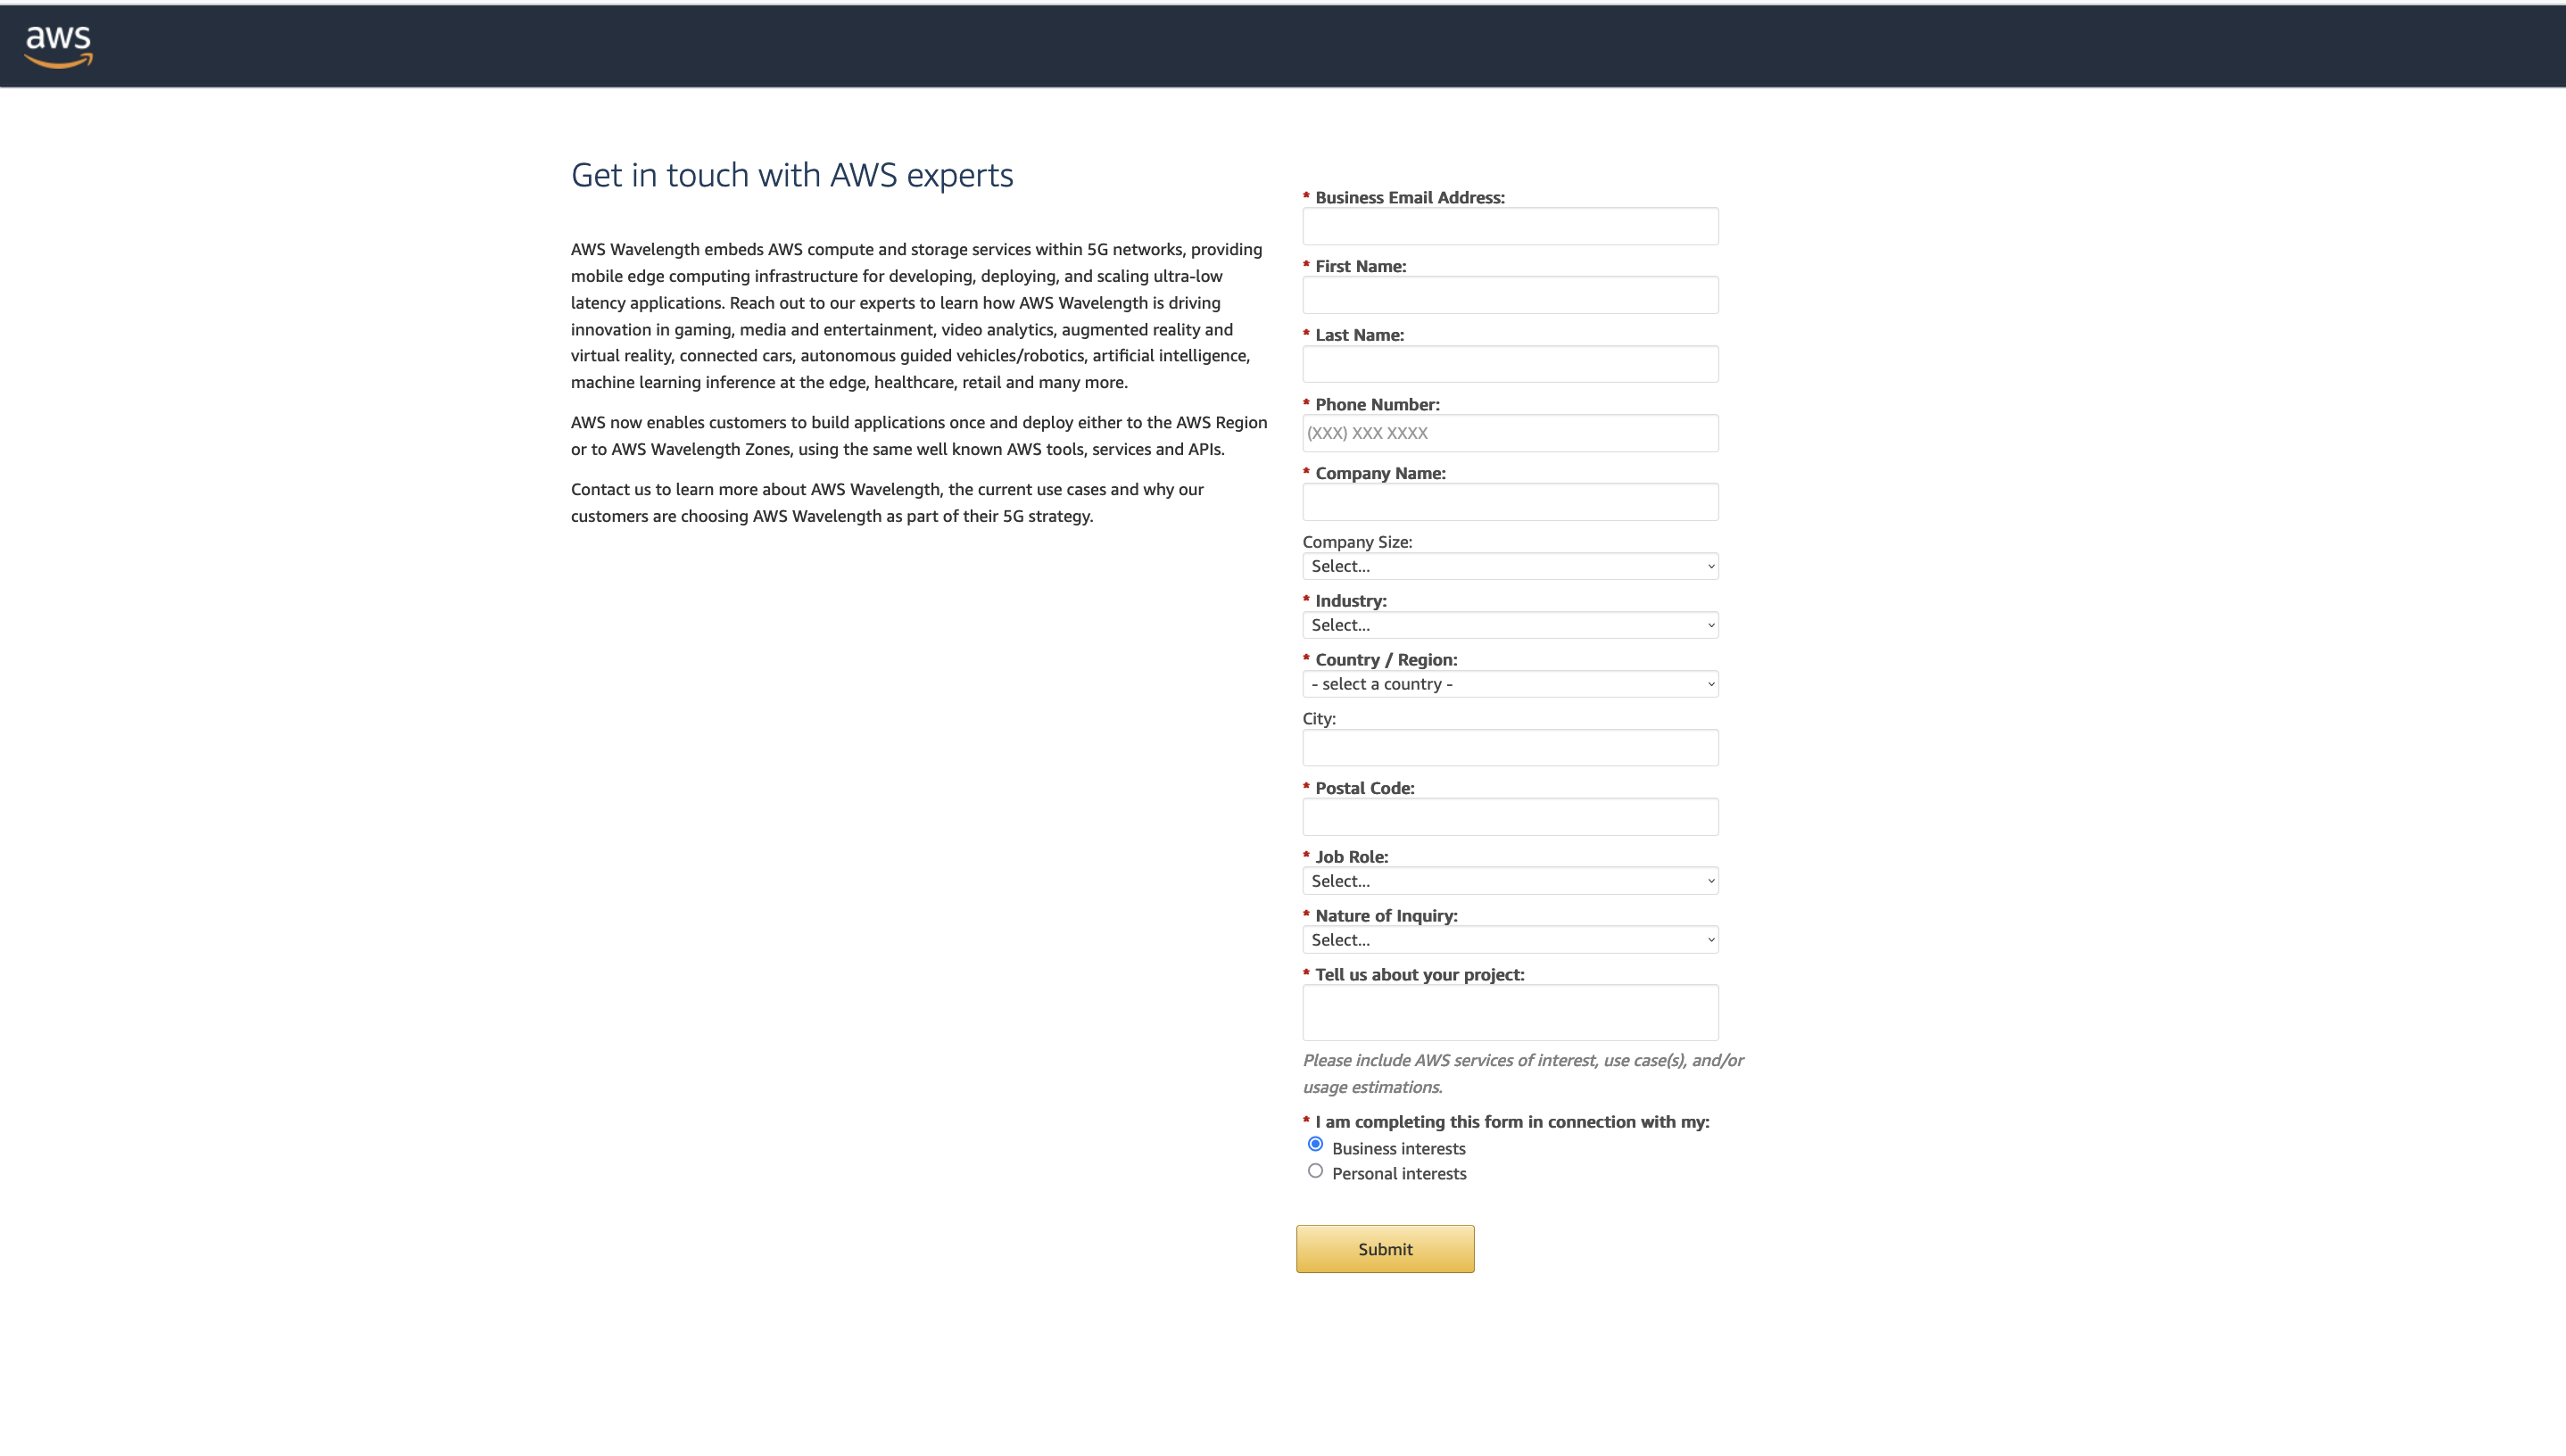 aws
Get in touch with AWS experts
AWS Wavelength embeds AWS compute and storage services within 5G networks, providing
mobile edge computing infrastructure for developing, deploying, and scaling ultra-low
latency applications. Reach out to our experts to learn how AWS Wavelength is driving
innovation in gaming, media and entertainment, video analytics, augmented reality and
virtual reality, connected cars, autonomous guided vehicles/robotics, artificial intelligence,
machine learning inference at the edge, healthcare, retail and many more.
AWS now enables customers to build applications once and deploy either to the AWS Region
or to AWS Wavelength Zones, using the same well known AWS tools, services and APIs.
Contact us to learn more about AWS Wavelength, the current use cases and why our
customers are choosing AWS Wavelength as part of their 5G strategy.
* Business Email Address:
* First Name:
* Last Name:
* Phone Number:
(XXX) XXX XXXX
* Company Name:
Company Size:
Select...
* Industry:
Select...
* Country / Region:
- select a country -
City:
* Postal Code:
* Job Role:
Select...
* Nature of Inquiry:
Select...
* Tell us about your project:
Please include AWS services of interest, use case(s), and/or
usage estimations.
* I am completing this form in connection with my:
Business interests
Personal interests
Submit